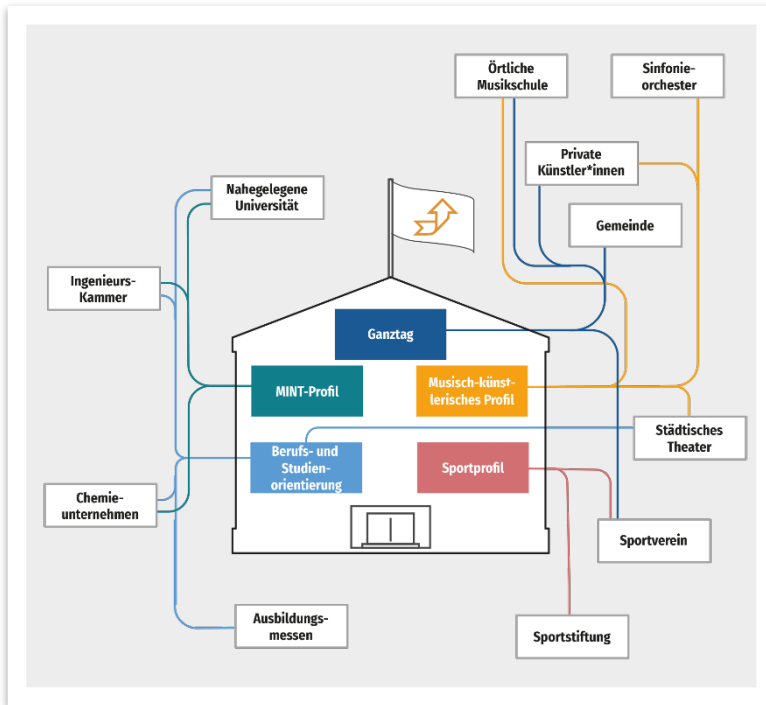 Örtliche
Musikschule
Sinfonie-
orchester
Private
Künstler*innen
Nahegelegene
Universität
Gemeinde
Ingenieurs-
Kammer
Ganztag
MINT-Profil
Musisch-künst-
lerisches Profil
Städtisches
Theater
Berufs- und
Studien-
orientierung
Sportprofil
Chemie-
unternehmen
Sportverein
Ausbildungs-
messen
Sportstiftung